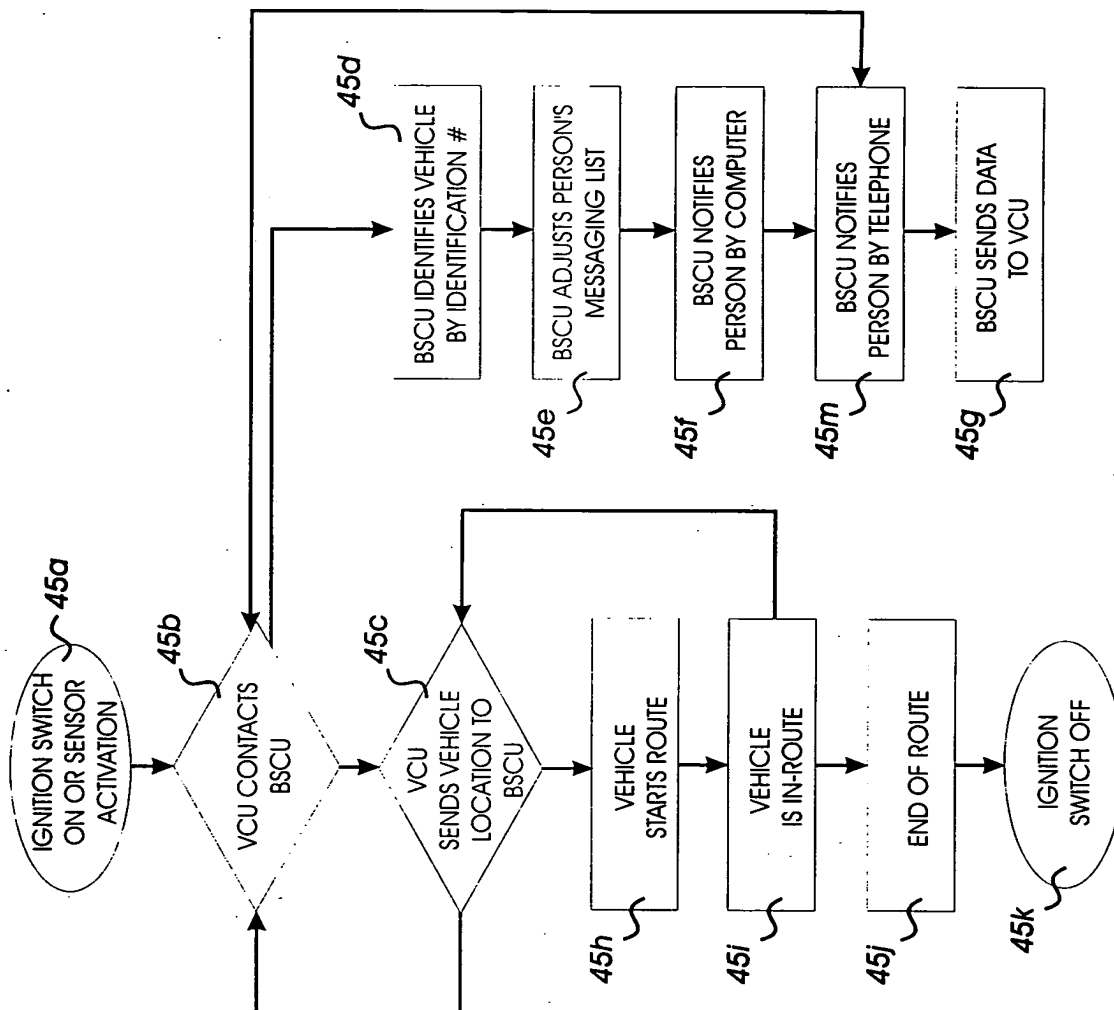 IGNITION SWITCH
ON OR SENSOR
ACTIVATION
45a
VCU CONTACTS
BSCU
45b
VCU
SENDS VEHICLE
LOCATION TO
BSCU
45c
VEHICLE
STARTS ROUTE
45h
VEHICLE
IS IN-ROUTE
45i
END OF ROUTE
45j
IGNITION
SWITCH OFF
45k
BSCU IDENTIFIES VEHICLE
BY IDENTIFICATION #
45d
BSCU ADJUSTS PERSON'S
MESSAGING LIST
45e
BSCU NOTIFIES
PERSON BY COMPUTER
45f
BSCU NOTIFIES
PERSON BY TELEPHONE
45m
BSCU SENDS DATA
TO VCU
45g